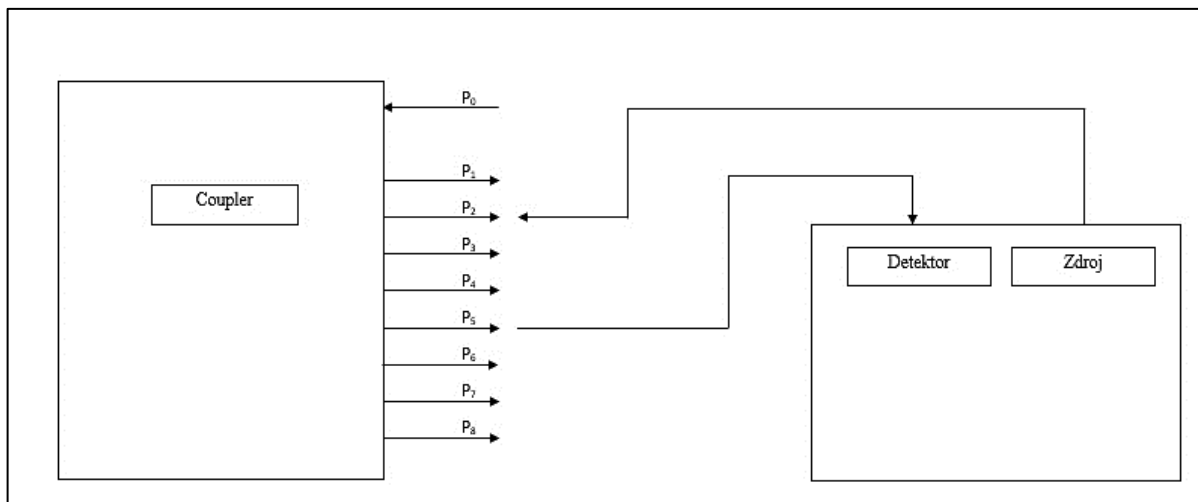 P₀
P₁
Coupler
P₂
P₃
Detektor
Zdroj
P₄
P₅
P₆
P₇
P₈